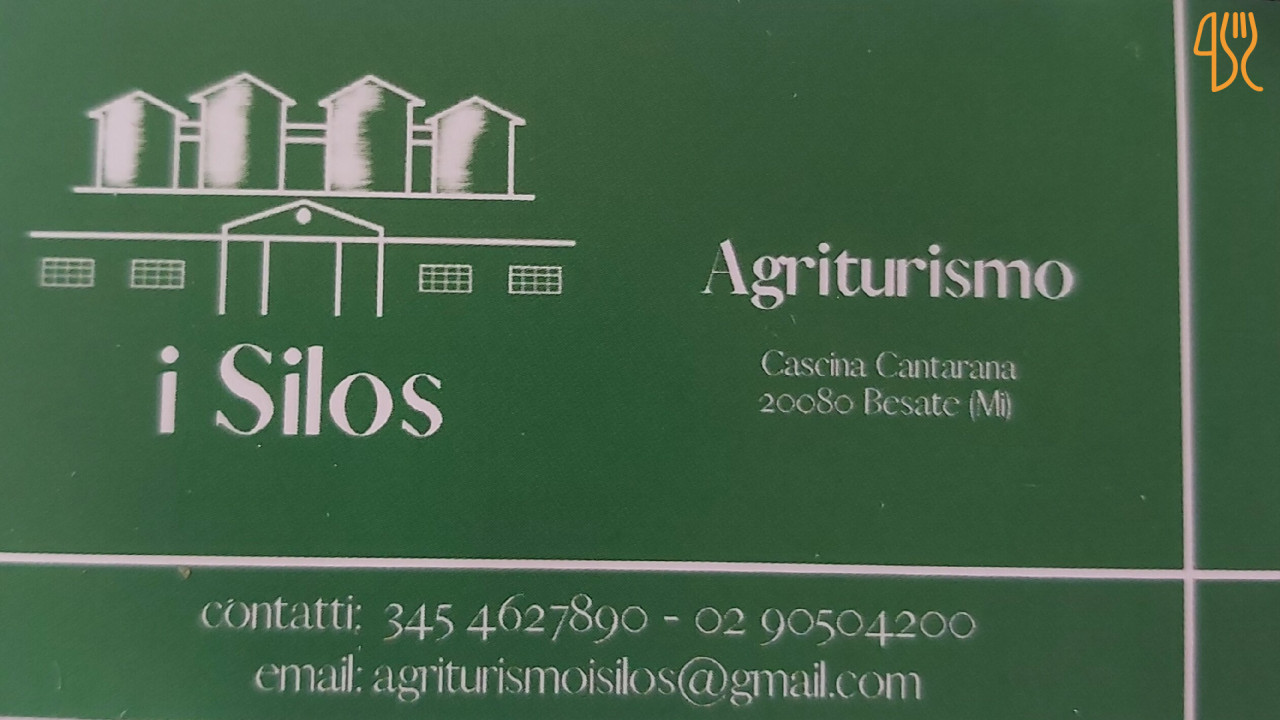 i Silos
Agriturismo
Cascina Cantarana
20080 Besate (Mi)
contatti: 345 4627890 - 02 90504200
email: agriturismoisilos@gmail.com